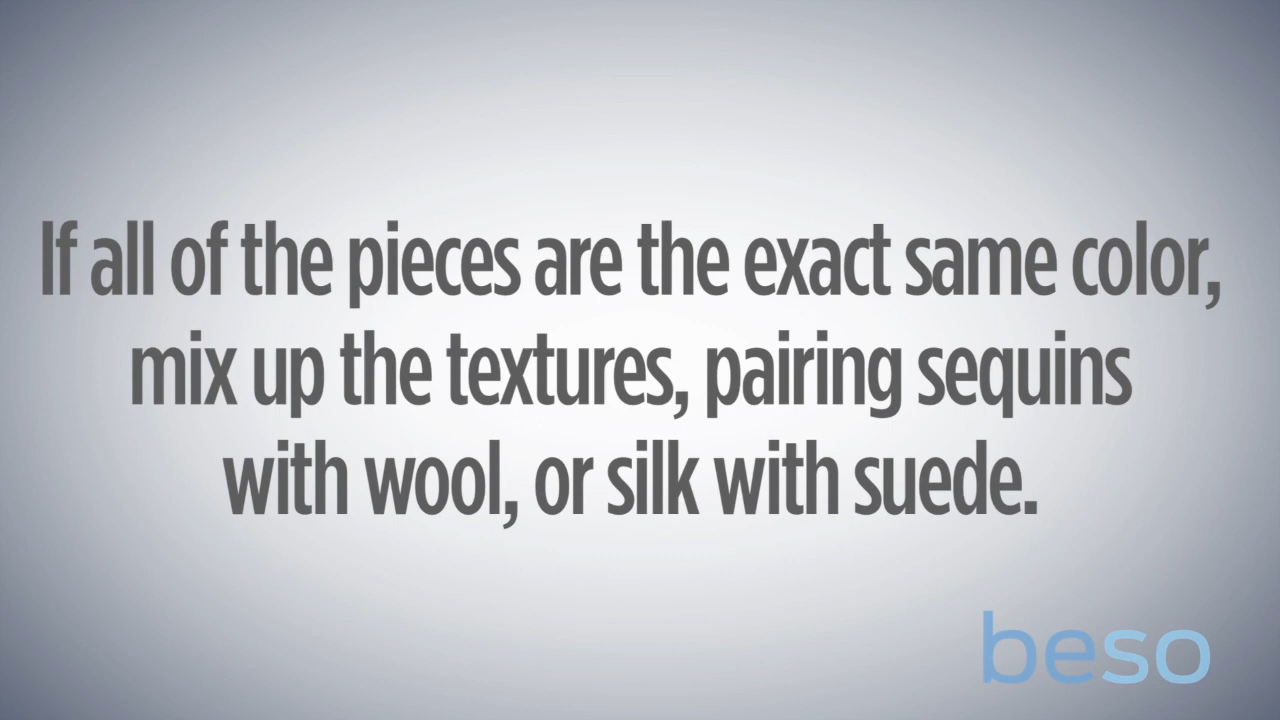 If all of the pieces are the exact same color,
mix up the textures, pairing sequins
with wool, or silk with suede.
beso